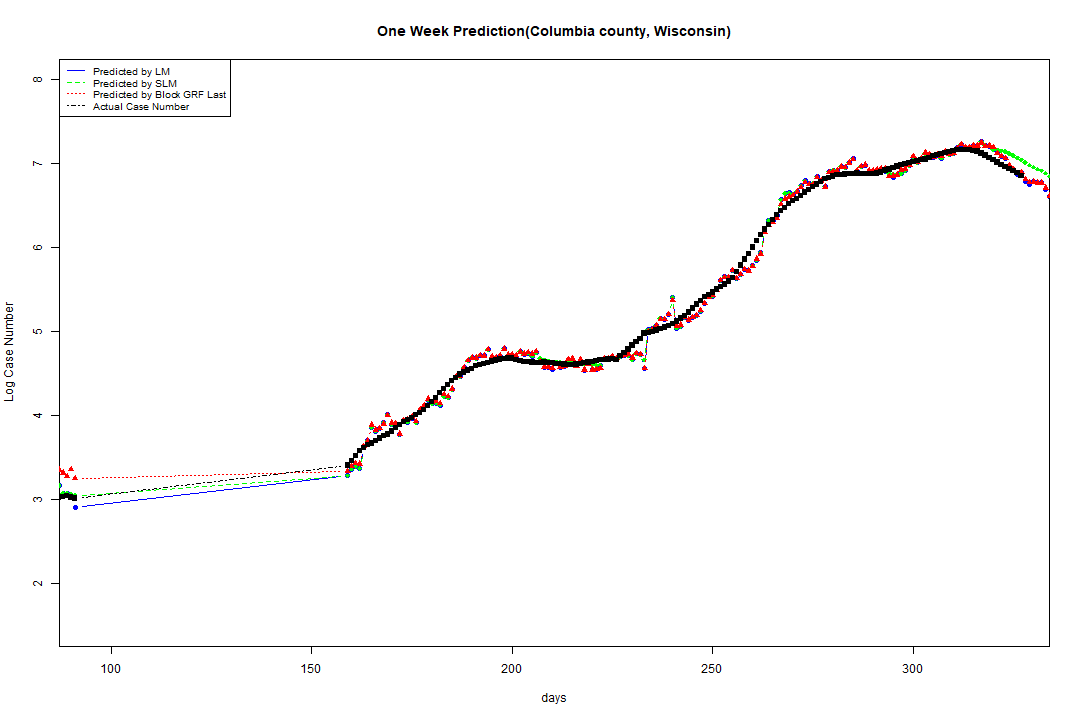 One Week Prediction(Columbia county, Wisconsin)
Predicted by LM
Predicted by SLM
Predicted by Block GRF Last
Actual Case Number
8
7
6
5
4
3
2
Log Case Number
100 150 200 250 300
days